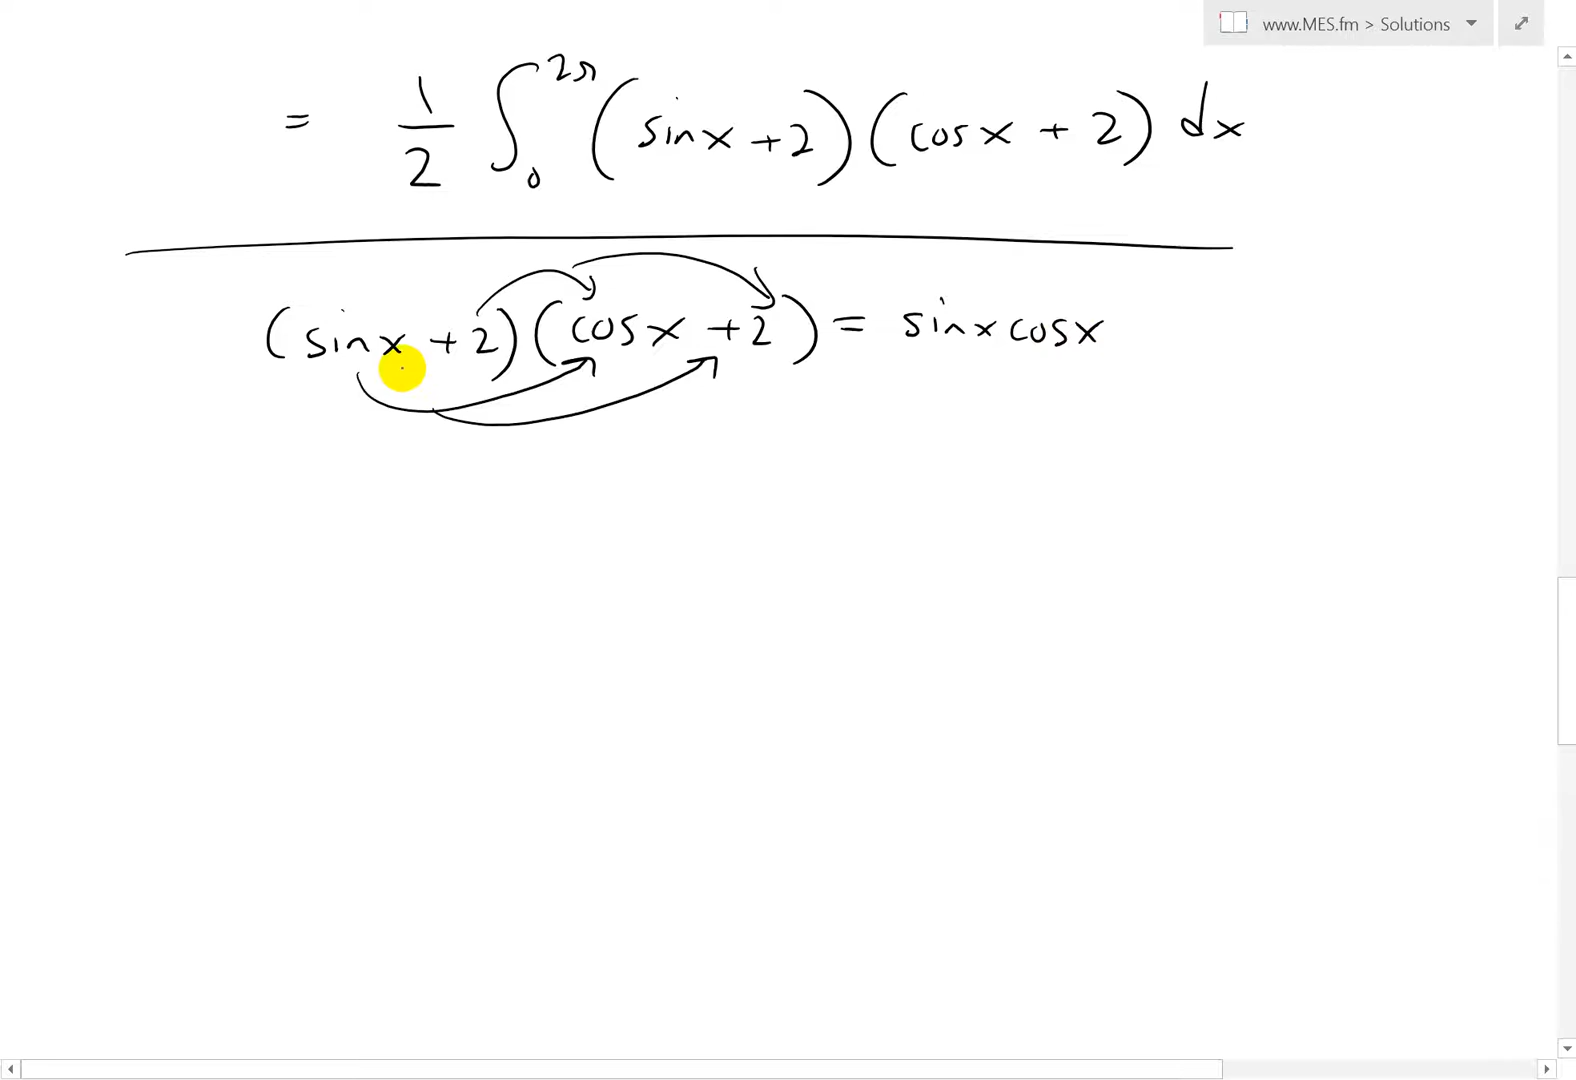 www.MES.fm > Solutions
= 1/2 ∫₀^2π (sinx + 2)(cosx + 2) dx
(sinx + 2)(cosx + 2) = sinx cosx